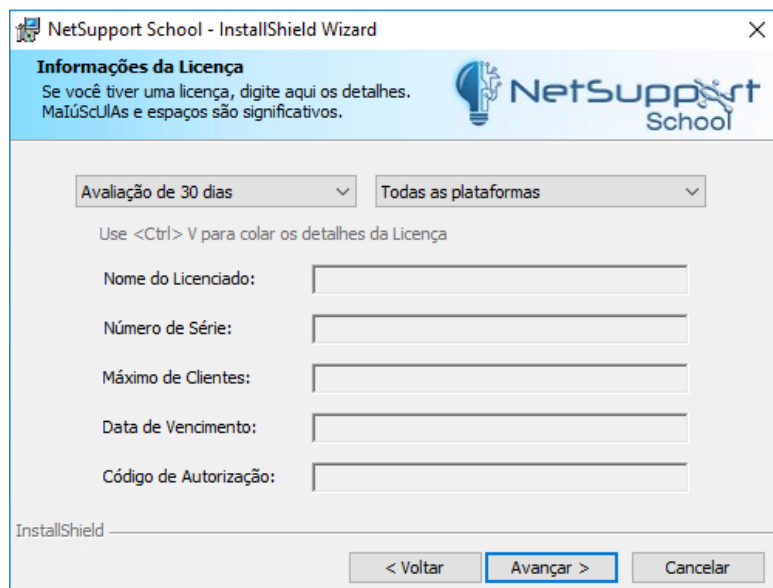 NetSupport School - InstallShield Wizard
Informações da Licença
Se você tiver uma licença, digite aqui os detalhes.
MaIúScUlAs e espaços são significativos.
NetSupport
School
Avaliação de 30 dias
Todas as plataformas
Use <Ctrl> V para colar os detalhes da Licença
Nome do Licenciado:
Número de Série:
Máximo de Clientes:
Data de Vencimento:
Código de Autorização:
InstallShield
< Voltar
Avançar >
Cancelar